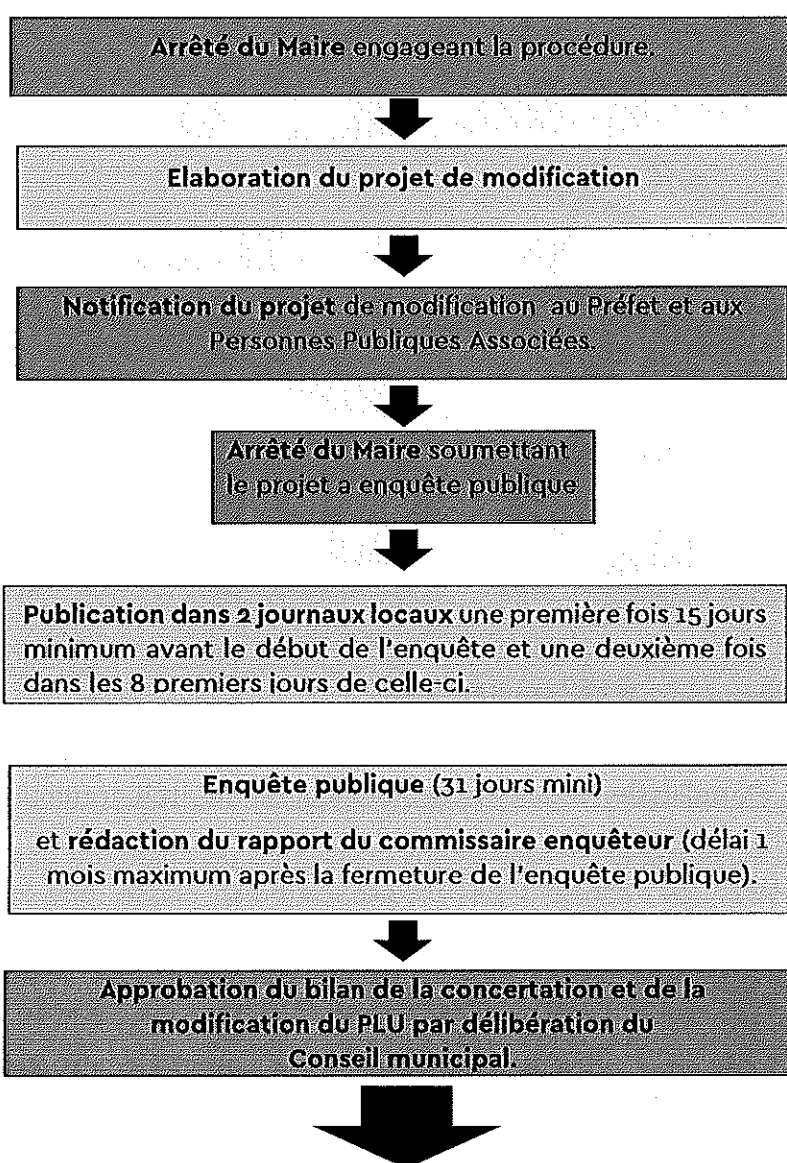 Arrêté du Maire engageant la procédure.
Elaboration du projet de modification
Notification du projet de modification au Préfet et aux
Personnes Publiques Associées.
Arrêté du Maire soumettant
le projet a enquête publique
Publication dans 2 journaux locaux une première fois 15 jours
minimum avant le début de l'enquête et une deuxième fois
dans les 8 premiers jours de celle-ci.
Enquête publique (31 jours mini)
et rédaction du rapport du commissaire enquêteur (délai 1
mois maximum après la fermeture de l'enquête publique).
Approbation du bilan de la concertation et de la
modification du PLU par délibération du
Conseil municipal.